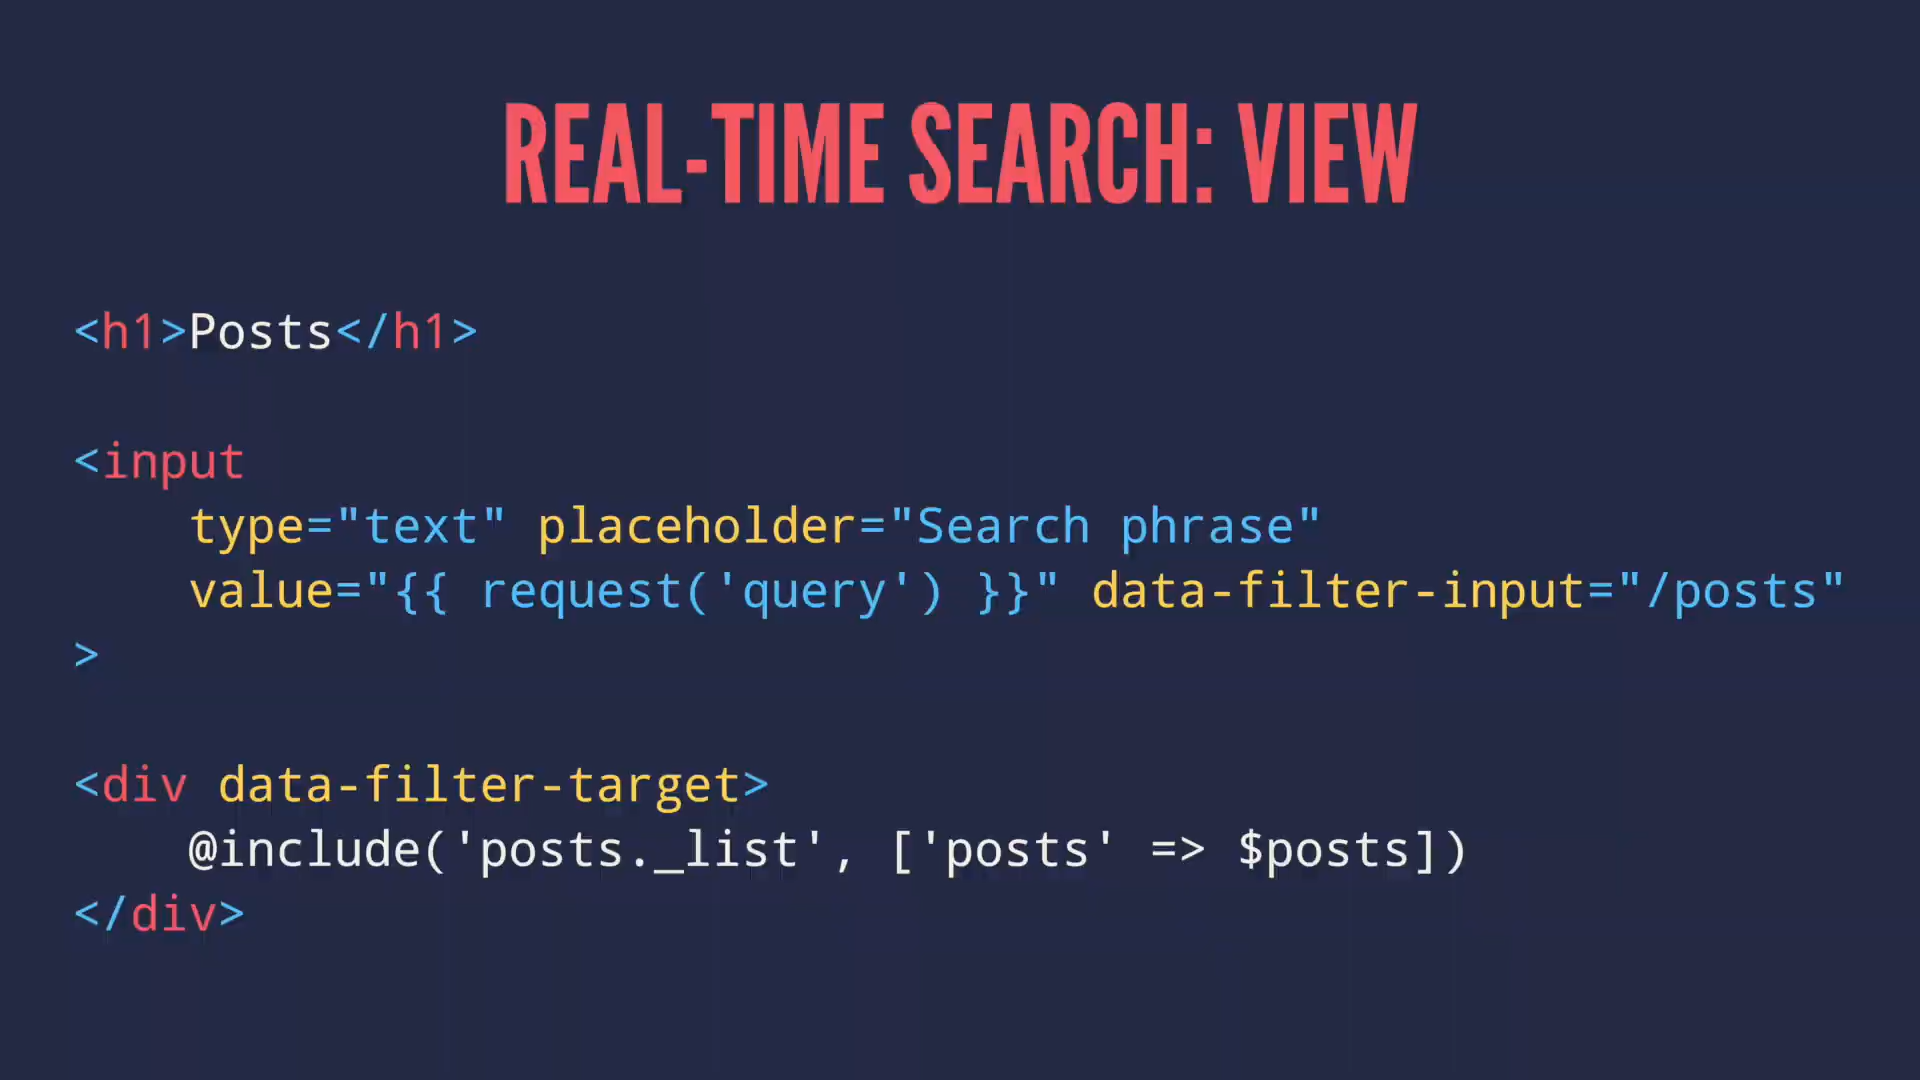 REAL-TIME SEARCH: VIEW
<h1>Posts</h1>
<input
type="text" placeholder="Search phrase"
value="{{ request('query') }}" data-filter-input="/posts"
>
<div data-filter-target>
@include('posts._list', ['posts' => $posts])
</div>